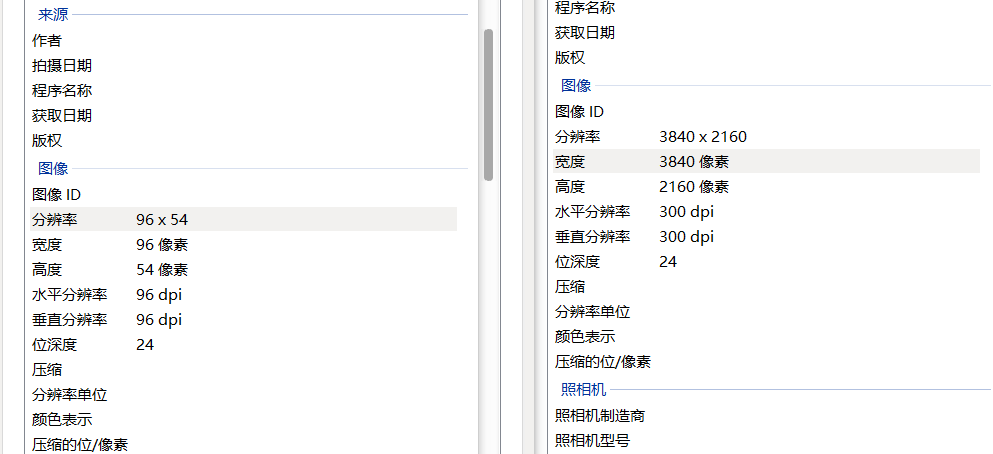 来源
作者
拍摄日期
程序名称
获取日期
版权
图像
图像 ID
分辨率 96 x 54
宽度 96 像素
高度 54 像素
水平分辨率 96 dpi
垂直分辨率 96 dpi
位深度 24
压缩
分辨率单位
颜色表示
压缩的位/像素
程序名称
获取日期
版权
图像
图像 ID
分辨率 3840 x 2160
宽度 3840 像素
高度 2160 像素
水平分辨率 300 dpi
垂直分辨率 300 dpi
位深度 24
压缩
分辨率单位
颜色表示
压缩的位/像素
照相机
照相机制造商
照相机型号